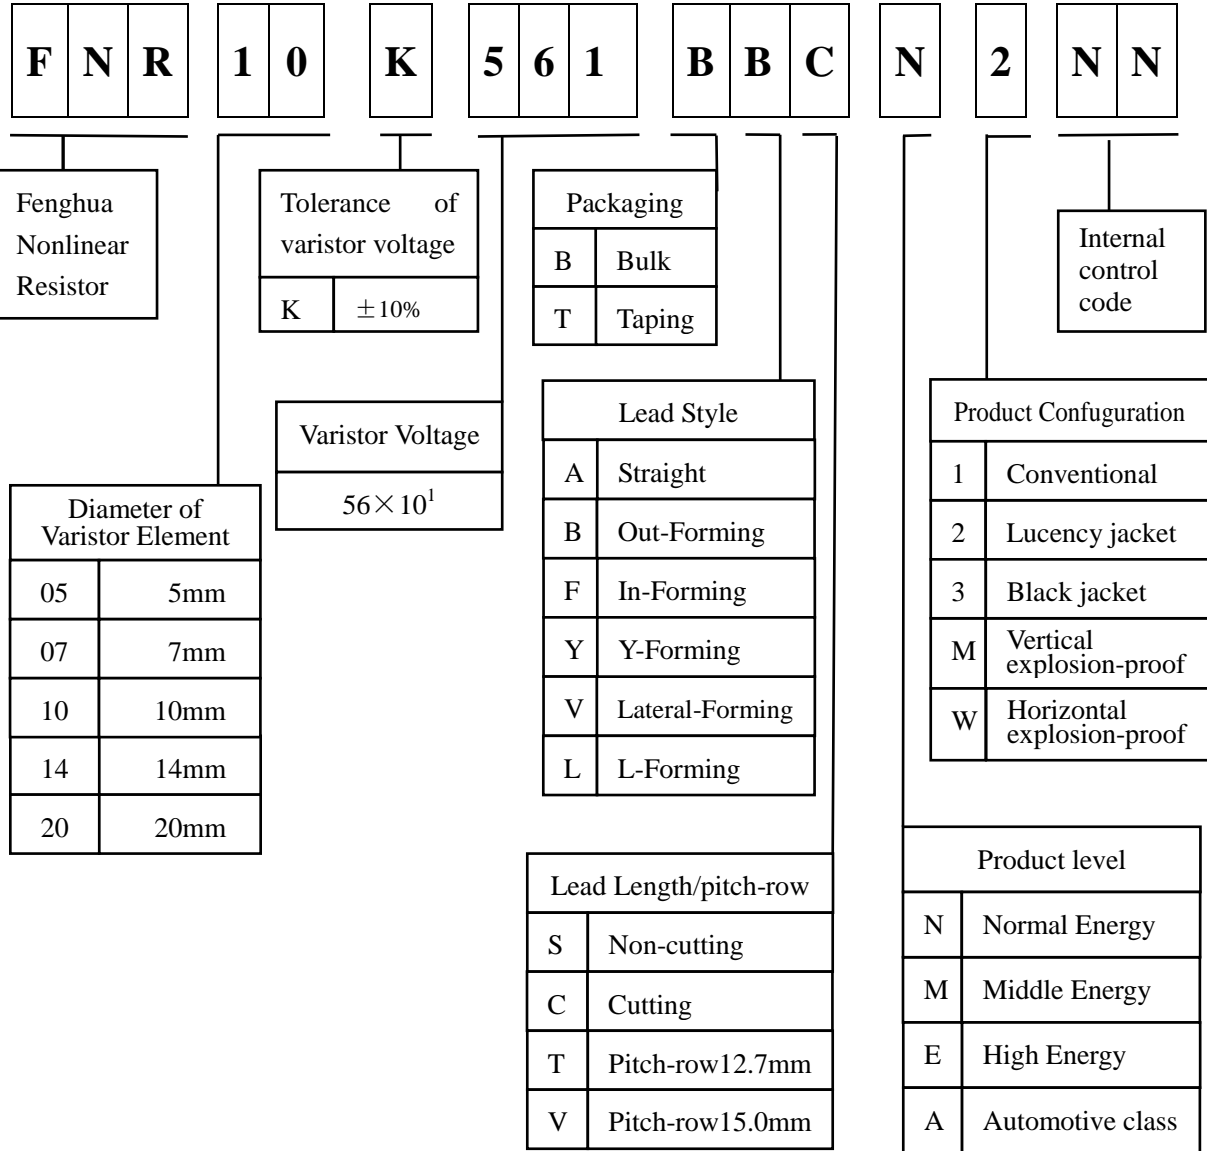 F N R 1 0 K 5 6 1 B B C N 2 N N
Fenghua
Nonlinear
Resistor
Tolerance of
varistor voltage
K ±10%
Packaging
B Bulk
T Taping
Internal
control
code
Varistor Voltage
56×10¹
Lead Style
A Straight
B Out-Forming
F In-Forming
Y Y-Forming
V Lateral-Forming
L L-Forming
Product Confuguration
1 Conventional
2 Lucency jacket
3 Black jacket
M Vertical
explosion-proof
W Horizontal
explosion-proof
Diameter of
Varistor Element
05 5mm
07 7mm
10 10mm
14 14mm
20 20mm
Lead Length/pitch-row
S Non-cutting
C Cutting
T Pitch-row12.7mm
V Pitch-row15.0mm
Product level
N Normal Energy
M Middle Energy
E High Energy
A Automotive class